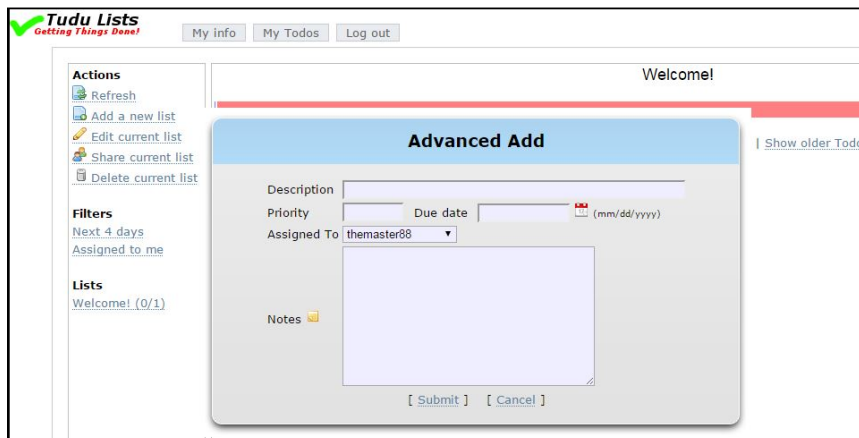 Tudu Lists
Getting Things Done!
My info My Todos Log out
Actions
Refresh
Add a new list
Edit current list
Share current list
Delete current list
Filters
Next 4 days
Assigned to me
Lists
Welcome! (0/1)
Welcome!
| Show older Todo
Advanced Add
Description
Priority Due date (mm/dd/yyyy)
Assigned To themaster88
Notes
[ Submit ] [ Cancel ]